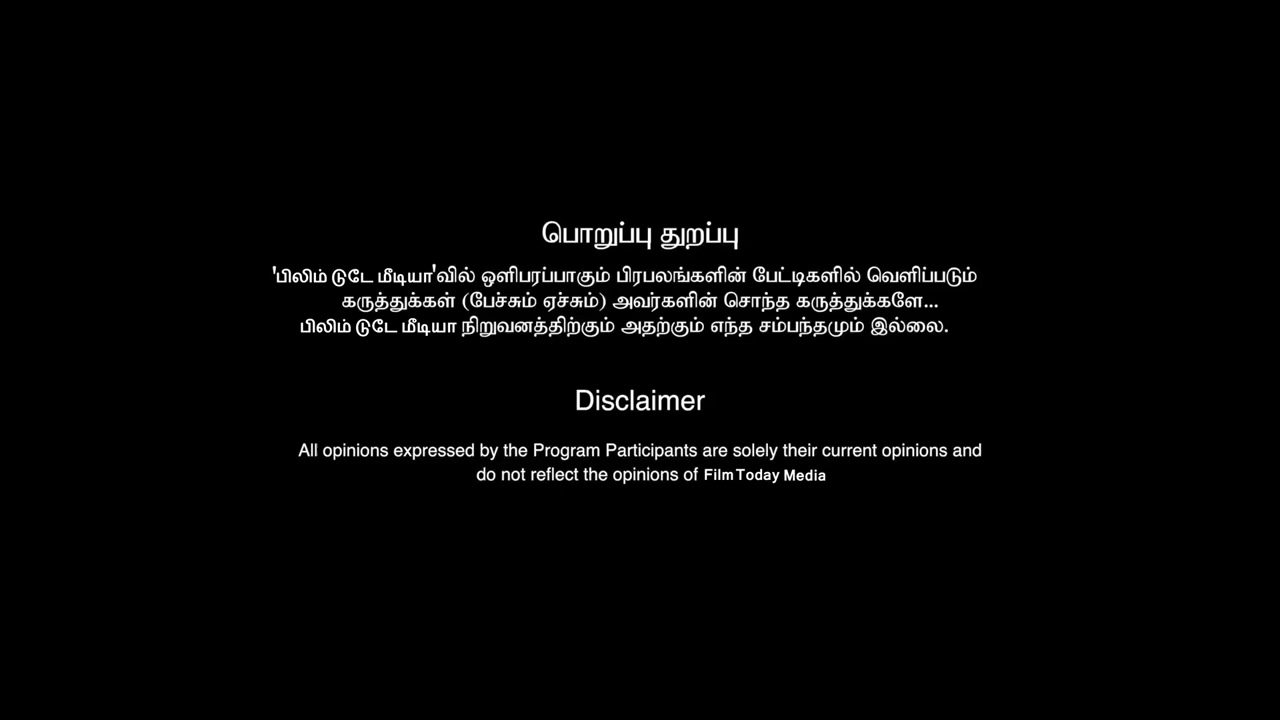 பொறுப்பு துறப்பு
'பிலிம் டுடே மீடியா'வில் ஒளிபரப்பாகும் பிரபலங்களின் பேட்டிகளில் வெளிப்படும்
கருத்துக்கள் (பேச்சும் ஏச்சும்) அவர்களின் சொந்த கருத்துக்களே...
பிலிம் டுடே மீடியா நிறுவனத்திற்கும் அதற்கும் எந்த சம்பந்தமும் இல்லை.
Disclaimer
All opinions expressed by the Program Participants are solely their current opinions and
do not reflect the opinions of Film Today Media